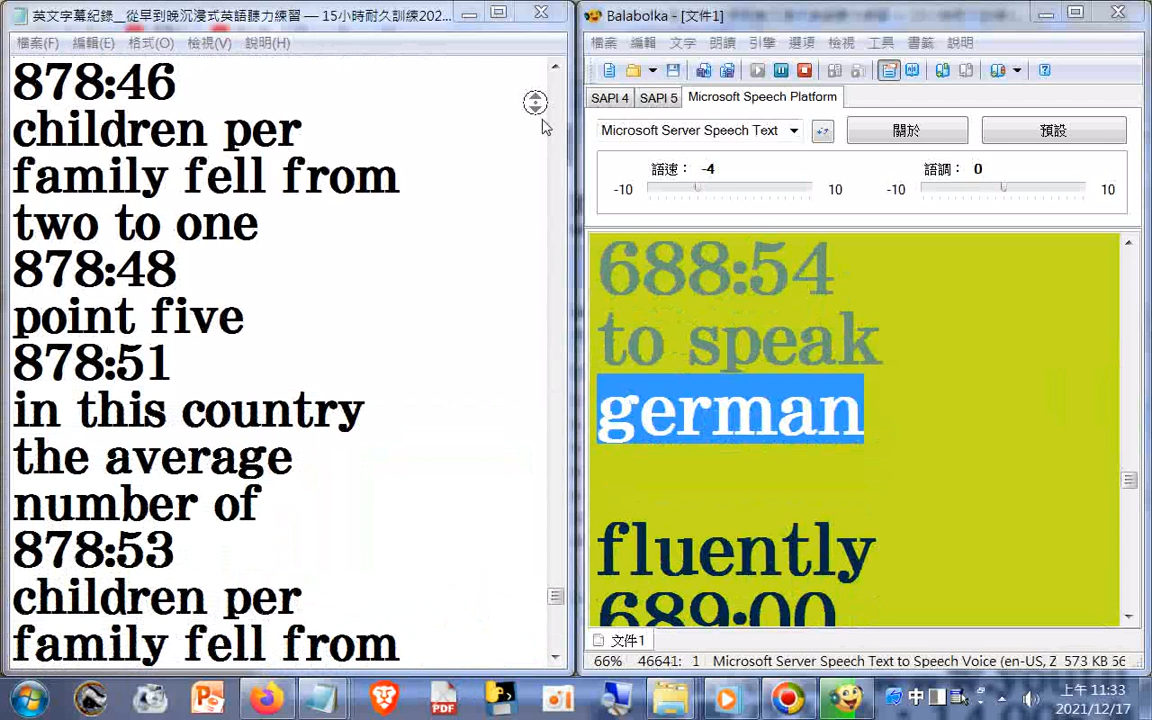 英文字幕紀錄__從早到晚沉浸式英語聽力練習 — 15小時耐久訓練202...
檔案(F) 編輯(E) 格式(O) 檢視(V) 說明(H)
878:46
children per
family fell from
two to one
878:48
point five
878:51
in this country
the average
number of
878:53
children per
family fell from
Balabolka - [文件1]
檔案 編輯 文字 朗讀 引擎 選項 檢視 工具 書籤 說明
SAPI 4 SAPI 5 Microsoft Speech Platform
Microsoft Server Speech Text 關於 預設
語速： -4 語調： 0
-10 10 -10 10
688:54
to speak
german
fluently
689:00
文件1
66% 46641: 1 Microsoft Server Speech Text to Speech Voice (en-US, Z 573 KB 56
PDF
中
上午 11:33
2021/12/17